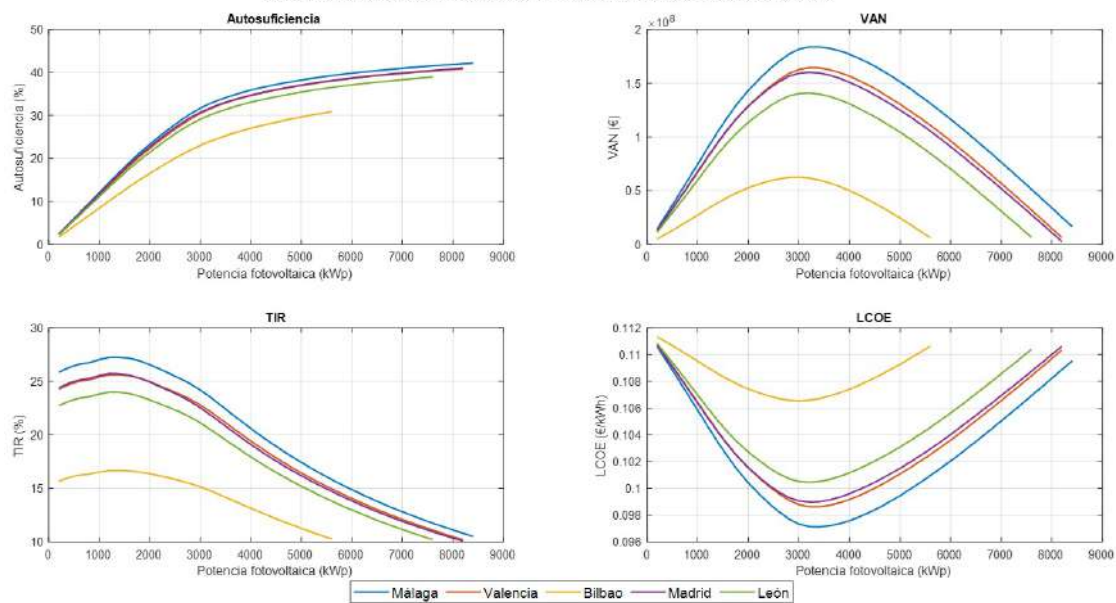 Autosuficiencia
50
40
30
20
10
0
Autosuficiencia (%)
0 1000 2000 3000 4000 5000 6000 7000 8000 9000
Potencia fotovoltaica (kWp)
VAN
×10⁸
2
1.5
1
0.5
0
VAN (€)
0 1000 2000 3000 4000 5000 6000 7000 8000 9000
Potencia fotovoltaica (kWp)
TIR
30
25
20
15
10
TIR (%)
0 1000 2000 3000 4000 5000 6000 7000 8000 9000
Potencia fotovoltaica (kWp)
LCOE
0.112
0.11
0.108
0.106
0.104
0.102
0.1
0.098
0.096
LCOE (€/kWh)
0 1000 2000 3000 4000 5000 6000 7000 8000 9000
Potencia fotovoltaica (kWp)
Málaga Valencia Bilbao Madrid León